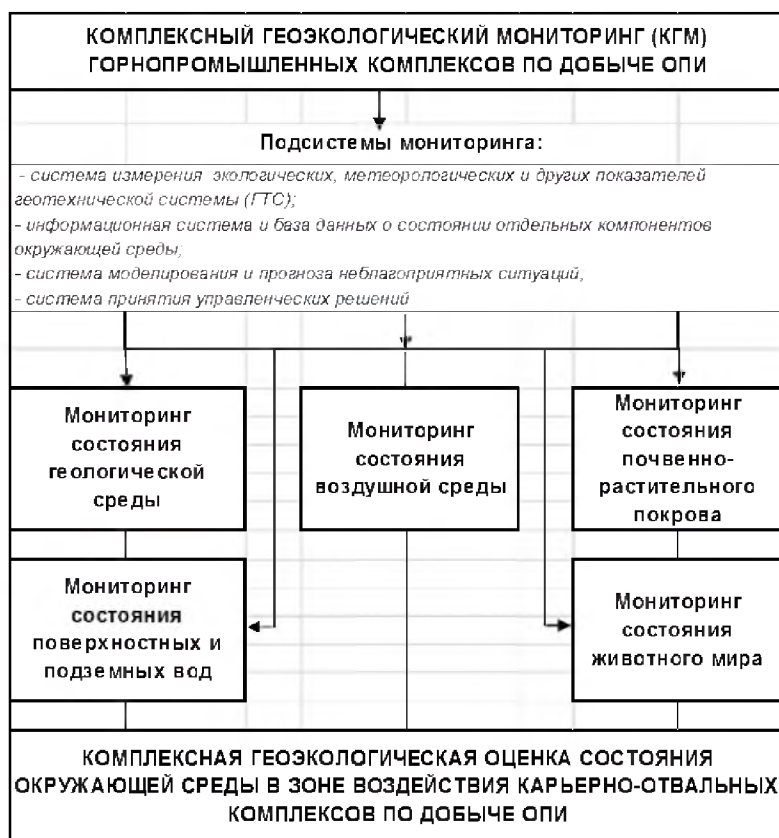 КОМПЛЕКСНЫЙ ГЕОЭКОЛОГИЧЕСКИЙ МОНИТОРИНГ (КГМ)
ГОРНОПРОМЫШЛЕННЫХ КОМПЛЕКСОВ ПО ДОБЫЧЕ ОПИ
Подсистемы мониторинга:
- система измерения экологических, метеорологических и других показателей
геотехнической системы (ГТС);
- информационная система и база данных о состоянии отдельных компонентов
окружающей среды;
- система моделирования и прогноза неблагоприятных ситуаций,
- система принятия управленческих решений
Мониторинг
состояния
геологической
среды
Мониторинг
состояния
воздушной среды
Мониторинг
состояния
почвенно-
растительного
покрова
Мониторинг
состояния
поверхностных и
подземных вод
Мониторинг
состояния
животного мира
КОМПЛЕКСНАЯ ГЕОЭКОЛОГИЧЕСКАЯ ОЦЕНКА СОСТОЯНИЯ
ОКРУЖАЮЩЕЙ СРЕДЫ В ЗОНЕ ВОЗДЕЙСТВИЯ КАРЬЕРНО-ОТВАЛЬНЫХ
КОМПЛЕКСОВ ПО ДОБЫЧЕ ОПИ